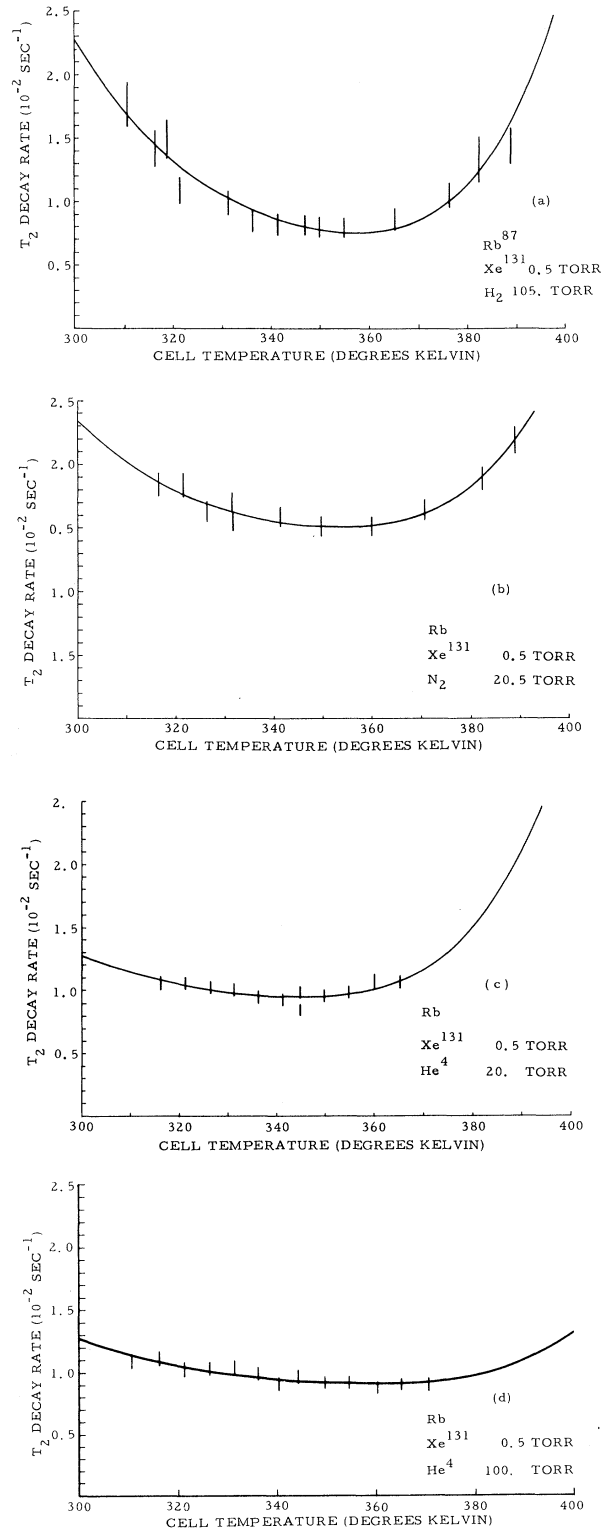 2.5
2.0
1.5
1.0
0.5
T2 DECAY RATE (10-2 SEC-1)
(a)
Rb87
Xe131 0.5 TORR
H2 105. TORR
300 320 340 360 380 400
CELL TEMPERATURE (DEGREES KELVIN)
2.5
2.0
0.5
1.0
1.5
T2 DECAY RATE (10-2 SEC-1)
(b)
Rb
Xe131 0.5 TORR
N2 20.5 TORR
300 320 340 360 380 400
CELL TEMPERATURE (DEGREES KELVIN)
2.
2.0
1.5
1.0
0.5
T2 DECAY RATE (10-2 SEC-1)
(c)
Rb
Xe131 0.5 TORR
He4 20. TORR
300 320 340 360 380 400
CELL TEMPERATURE (DEGREES KELVIN)
2.5
2.0
1.5
1.0
0.5
T2 DECAY RATE (10-2 SEC-1)
(d)
Rb
Xe131 0.5 TORR
He4 100. TORR
300 320 340 360 380 400
CELL TEMPERATURE (DEGREES KELVIN)